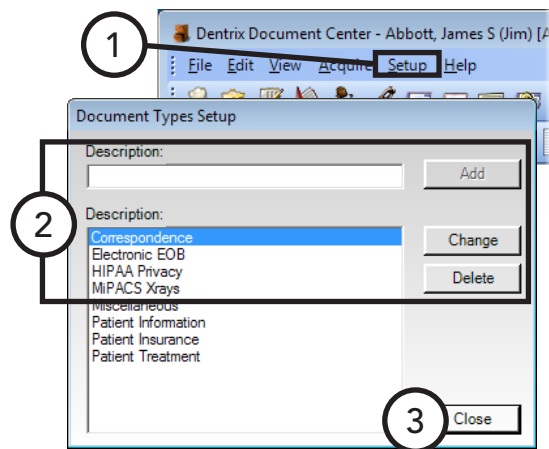 Dentrix Document Center - Abbott, James S (Jim) [A
1
File Edit View Acquire Setup Help
Document Types Setup
Description:
Add
2
Description:
Correspondence
Change
Electronic EOB
HIPAA Privacy
Delete
MiPACS Xrays
Miscellaneous
Patient Information
Patient Insurance
Patient Treatment
3
Close